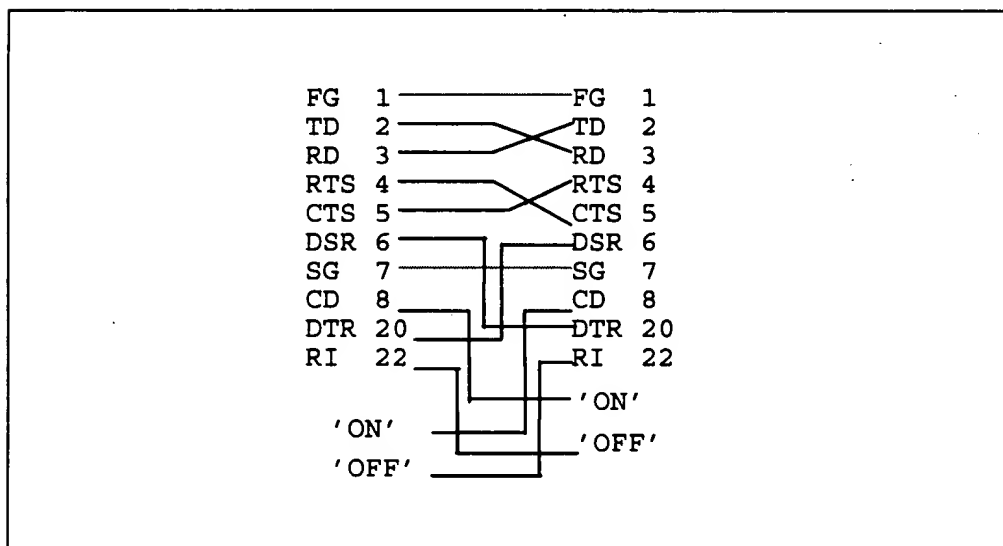 FG 1 FG 1
TD 2 TD 2
RD 3 RD 3
RTS 4 RTS 4
CTS 5 CTS 5
DSR 6 DSR 6
SG 7 SG 7
CD 8 CD 8
DTR 20 DTR 20
RI 22 RI 22
'ON'
'ON'
'OFF'
'OFF'